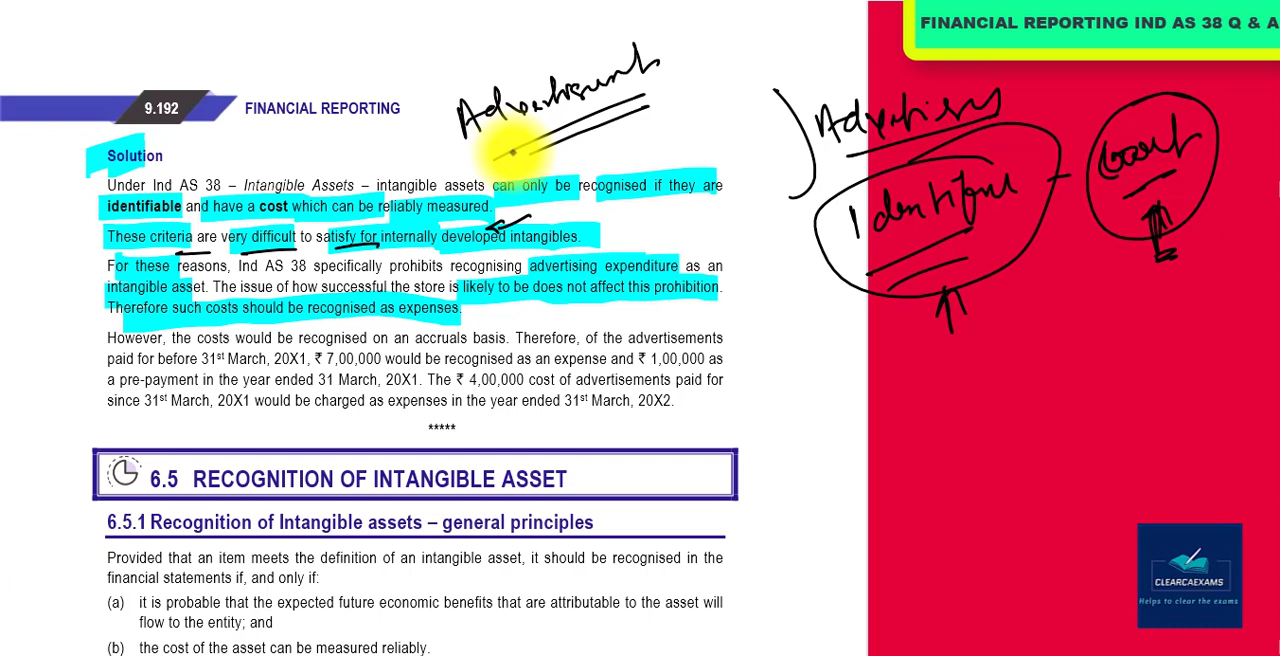 FINANCIAL REPORTING IND AS 38 Q & A
9.192 FINANCIAL REPORTING
Advertisement
Solution
Under Ind AS 38 – Intangible Assets – intangible assets can only be recognised if they are
identifiable and have a cost which can be reliably measured.
These criteria are very difficult to satisfy for internally developed intangibles.
For these reasons, Ind AS 38 specifically prohibits recognising advertising expenditure as an
intangible asset. The issue of how successful the store is likely to be does not affect this prohibition.
Therefore such costs should be recognised as expenses.
However, the costs would be recognised on an accruals basis. Therefore, of the advertisements
paid for before 31st March, 20X1, ₹ 7,00,000 would be recognised as an expense and ₹ 1,00,000 as
a pre-payment in the year ended 31 March, 20X1. The ₹ 4,00,000 cost of advertisements paid for
since 31st March, 20X1 would be charged as expenses in the year ended 31st March, 20X2.
*****
6.5 RECOGNITION OF INTANGIBLE ASSET
6.5.1 Recognition of Intangible assets – general principles
Provided that an item meets the definition of an intangible asset, it should be recognised in the
financial statements if, and only if:
(a) it is probable that the expected future economic benefits that are attributable to the asset will
flow to the entity; and
(b) the cost of the asset can be measured reliably.
CLEARCAEXAMS
Helps to clear the exams